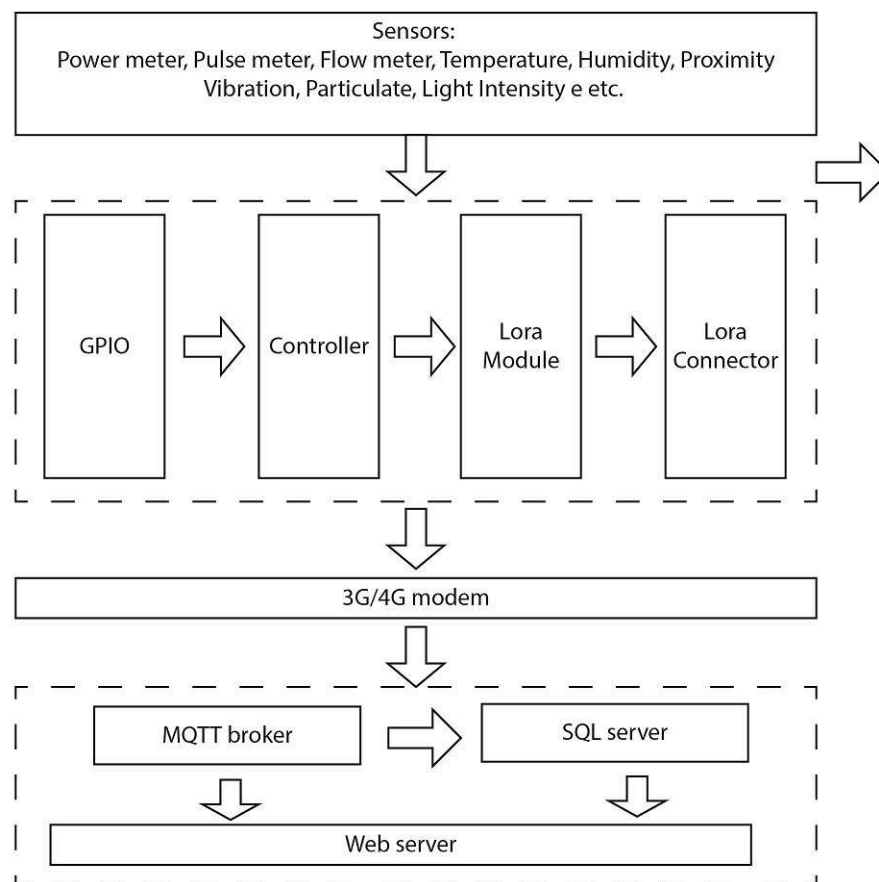 Sensors:
Power meter, Pulse meter, Flow meter, Temperature, Humidity, Proximity
Vibration, Particulate, Light Intensity e etc.
GPIO
Controller
Lora
Module
Lora
Connector
3G/4G modem
MQTT broker
SQL server
Web server